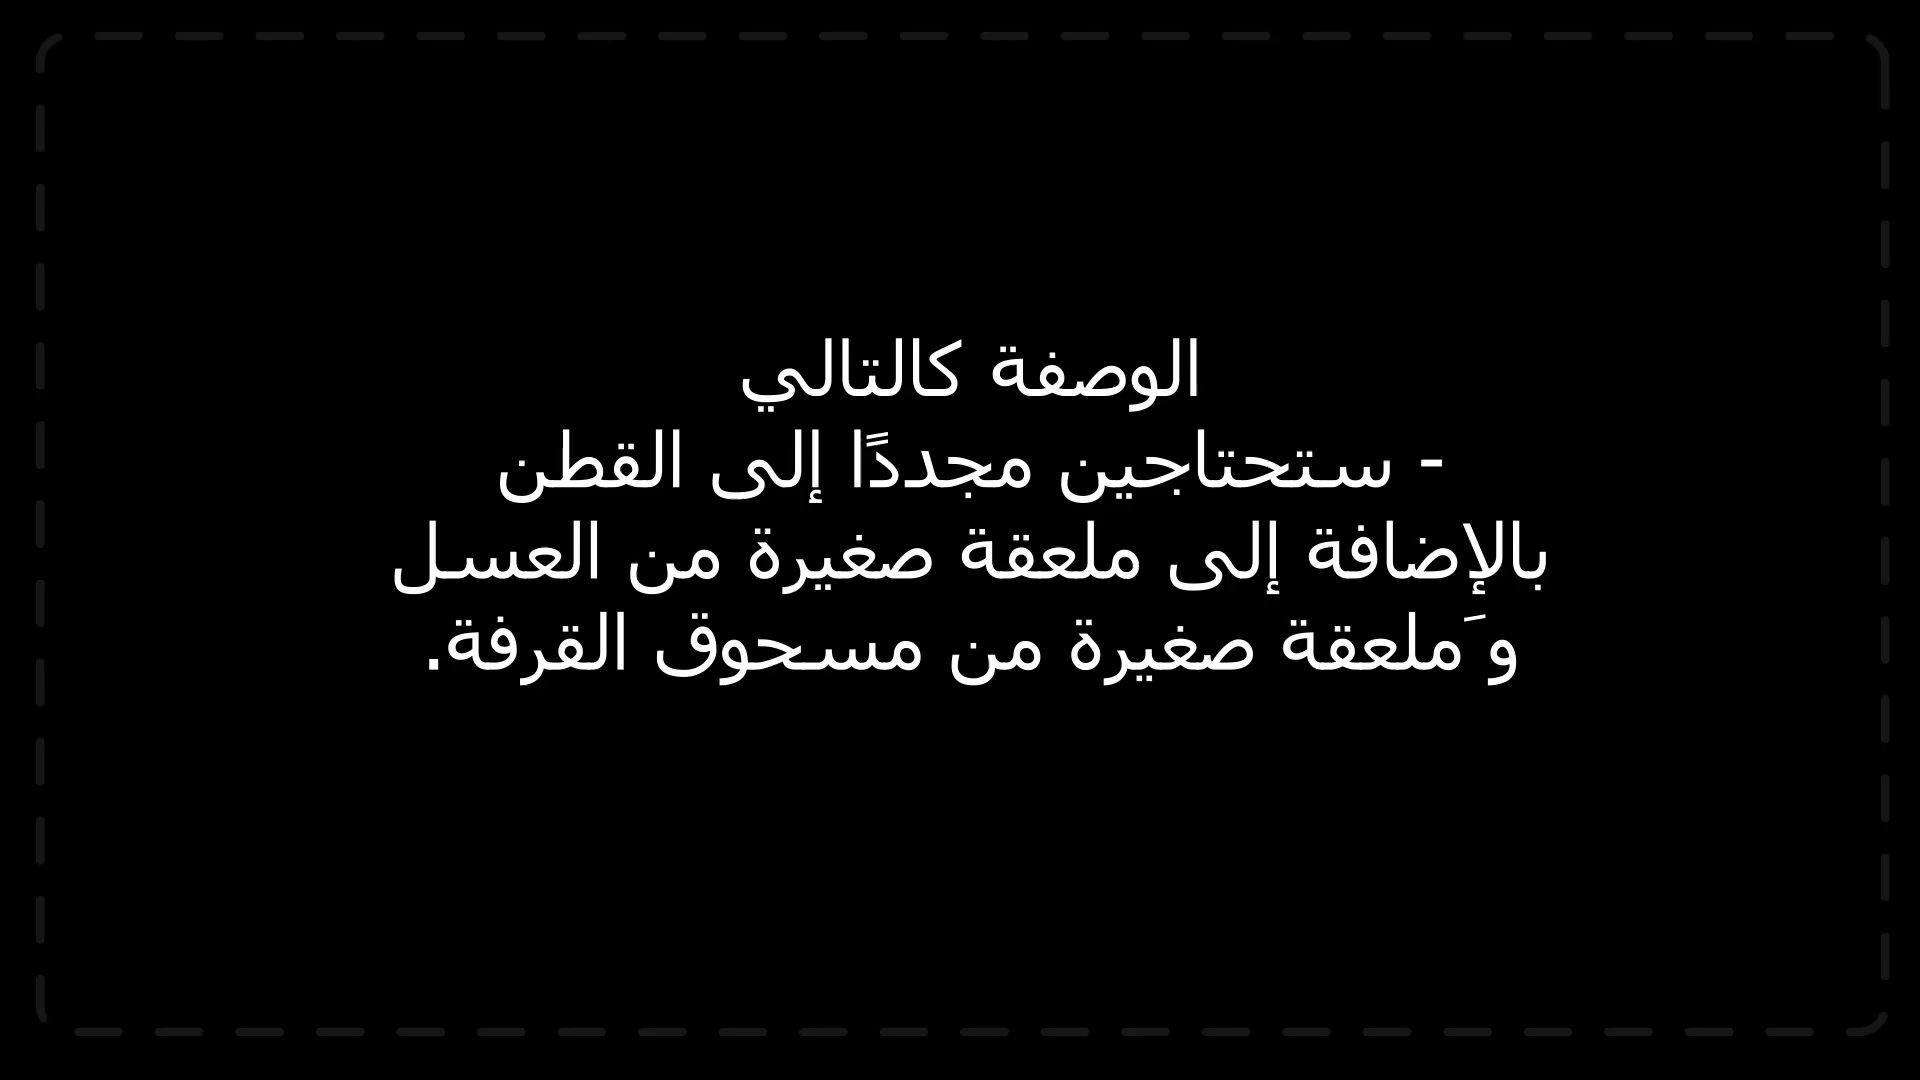 الوصفة كالتالي
- ستحتاجين مجددًا إلى القطن
بالإضافة إلى ملعقة صغيرة من العسل
و َملعقة صغيرة من مسحوق القرفة.